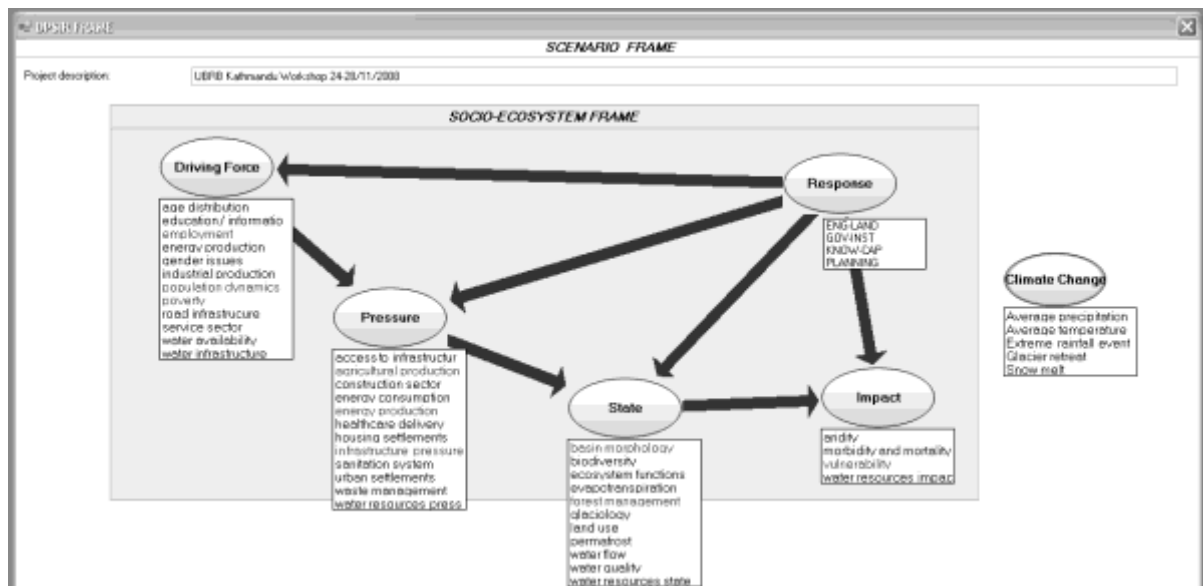 DPSIR FRAME
SCENARIO FRAME
Project description:
UBRB Kathmandu Workshop 24-28/11/2008
SOCIO-ECOSYSTEM FRAME
Driving Force
age distribution
education/ informatio
employment
energy production
gender issues
industrial production
population dynamics
poverty
road infrastrucure
service sector
water availability
water infrastructure
Response
ENG-LAND
GOV-INST
KNOW-CAP
PLANNING
Climate Change
Average precipitation
Average temperature
Extreme rainfall event
Glacier retreat
Snow melt
Pressure
access to infrastructur
agricultural production
construction sector
energy consumption
energy production
healthcare delivery
housing settlements
infrastructure pressure
sanitation system
urban settlements
waste management
water resources press
State
basin morphology
biodiversity
ecosystem functions
evapotranspiration
forest management
glaciology
land use
permafrost
water flow
water quality
water resources state
Impact
aridity
morbidity and mortality
vulnerability
water resources impac